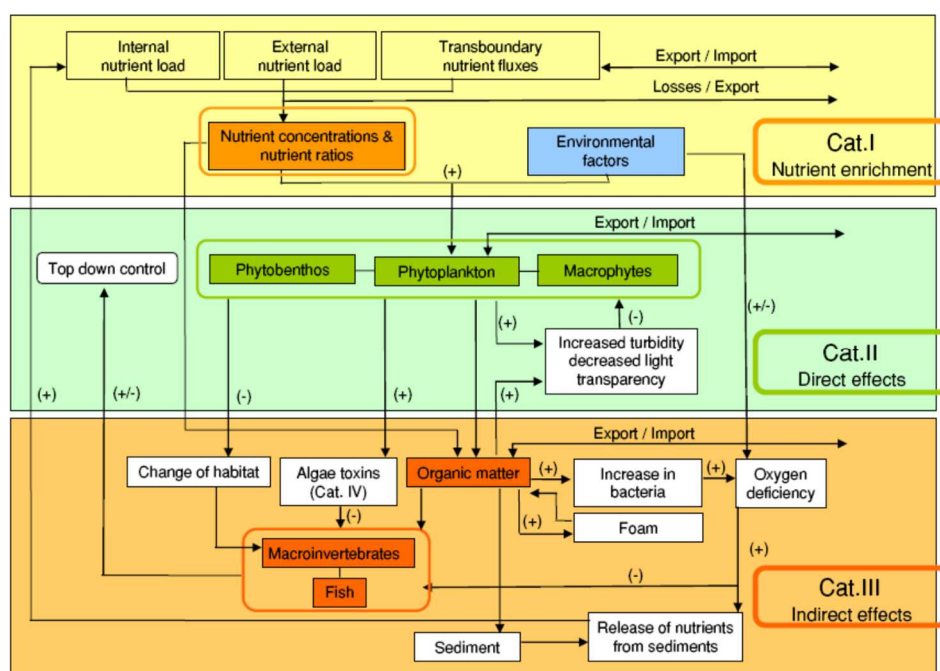 Internal
nutrient load
External
nutrient load
Transboundary
nutrient fluxes
Export / Import
Losses / Export
Nutrient concentrations &
nutrient ratios
Environmental
factors
Cat.I
Nutrient enrichment
(+)
Export / Import
Top down control
Phytobenthos
Phytoplankton
Macrophytes
(+/-)
(+)
(-)
Increased turbidity
decreased light
transparency
Cat.II
Direct effects
(+)
(+/-)
(-)
(+)
(+)
Export / Import
Change of habitat
Algae toxins
(Cat. IV)
Organic matter
(+)
Increase in
bacteria
(+)
Oxygen
deficiency
(-)
(+)
Foam
(+)
Macroinvertebrates
(-)
Fish
Cat.III
Indirect effects
Sediment
Release of nutrients
from sediments